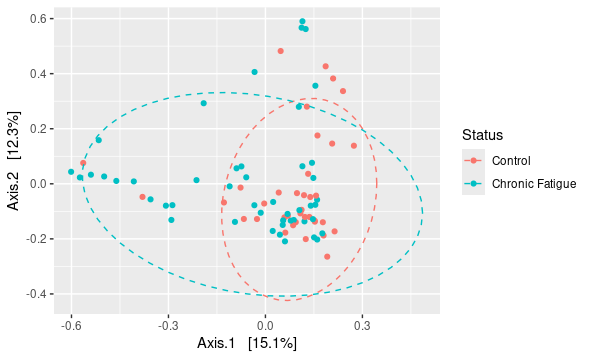 0.6
0.4
0.2
0.0
-0.2
-0.4
Axis.2 [12.3%]
-0.6 -0.3 0.0 0.3
Axis.1 [15.1%]
Status
Control
Chronic Fatigue